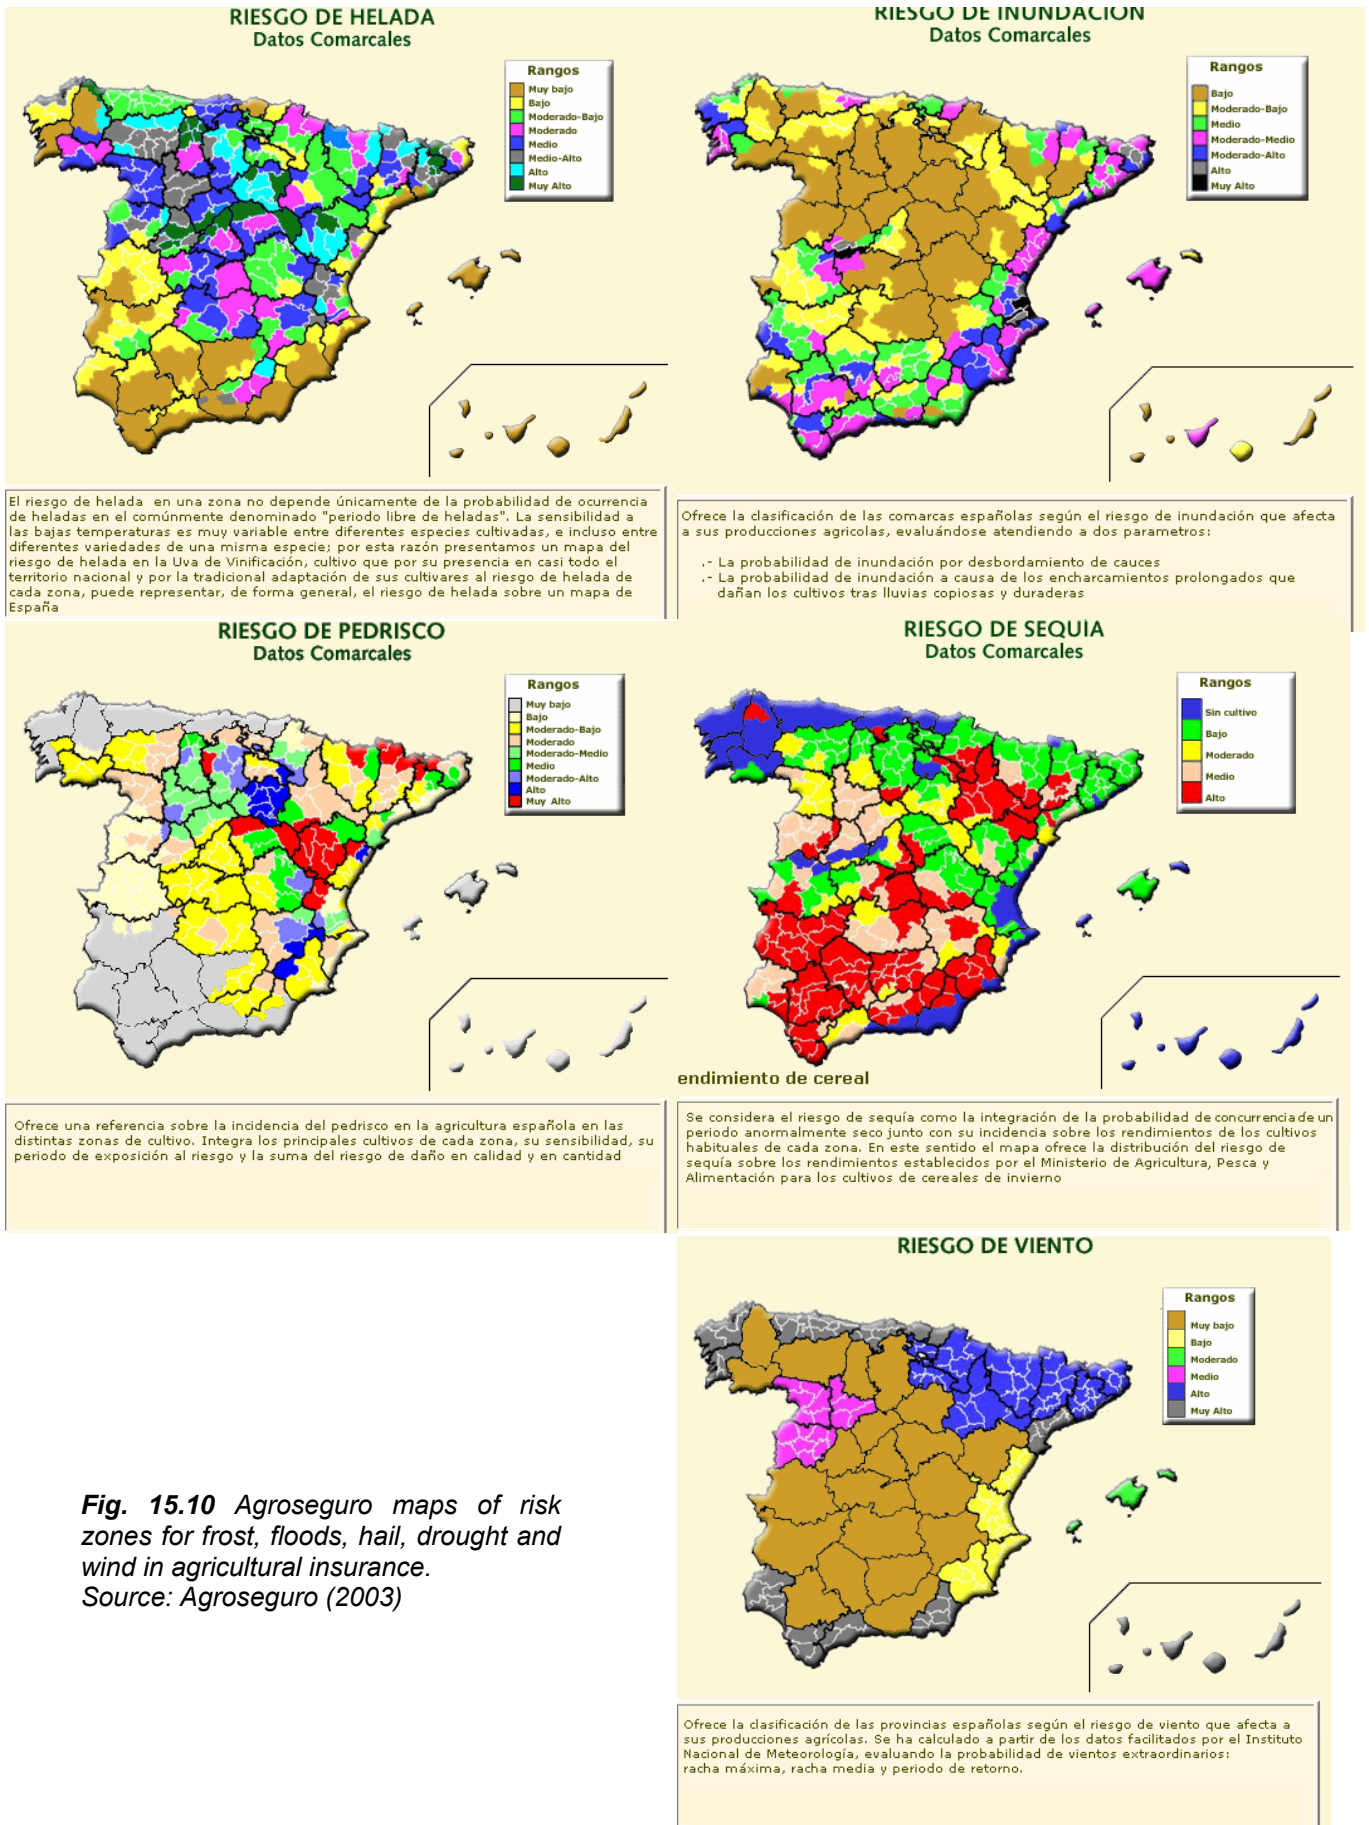 RIESGO DE HELADA
Datos Comarcales
Rangos
Muy bajo
Bajo
Moderado-Bajo
Moderado
Medio
Medio-Alto
Alto
Muy Alto
El riesgo de helada en una zona no depende únicamente de la probabilidad de ocurrencia
de heladas en el comúnmente denominado "periodo libre de heladas". La sensibilidad a
las bajas temperaturas es muy variable entre diferentes especies cultivadas, e incluso entre
diferentes variedades de una misma especie; por esta razón presentamos un mapa del
riesgo de helada en la Uva de Vinificación, cultivo que por su presencia en casi todo el
territorio nacional y por la tradicional adaptación de sus cultivares al riesgo de helada de
cada zona, puede representar, de forma general, el riesgo de helada sobre un mapa de
España
RIESGO DE INUNDACION
Datos Comarcales
Rangos
Bajo
Moderado-Bajo
Medio
Moderado-Medio
Moderado-Alto
Alto
Muy Alto
Ofrece la clasificación de las comarcas españolas según el riesgo de inundación que afecta
a sus producciones agrícolas, evaluándose atendiendo a dos parametros:
.- La probabilidad de inundación por desbordamiento de cauces
.- La probabilidad de inundación a causa de los encharcamientos prolongados que
dañan los cultivos tras lluvias copiosas y duraderas
RIESGO DE PEDRISCO
Datos Comarcales
Rangos
Muy bajo
Bajo
Moderado-Bajo
Moderado
Moderado-Medio
Medio
Moderado-Alto
Alto
Muy Alto
Ofrece una referencia sobre la incidencia del pedrisco en la agricultura española en las
distintas zonas de cultivo. Integra los principales cultivos de cada zona, su sensibilidad, su
periodo de exposición al riesgo y la suma del riesgo de daño en calidad y en cantidad
RIESGO DE SEQUIA
Datos Comarcales
Rangos
Sin cultivo
Bajo
Moderado
Medio
Alto
endimiento de cereal
Se considera el riesgo de sequía como la integración de la probabilidad de concurrencia de un
periodo anormalmente seco junto con su incidencia sobre los rendimientos de los cultivos
habituales de cada zona. En este sentido el mapa ofrece la distribución del riesgo de
sequía sobre los rendimientos establecidos por el Ministerio de Agricultura, Pesca y
Alimentación para los cultivos de cereales de invierno
RIESGO DE VIENTO
Rangos
Muy bajo
Bajo
Moderado
Medio
Alto
Muy Alto
Ofrece la clasificación de las provincias españolas según el riesgo de viento que afecta a
sus producciones agrícolas. Se ha calculado a partir de los datos facilitados por el Instituto
Nacional de Meteorología, evaluando la probabilidad de vientos extraordinarios:
racha máxima, racha media y periodo de retorno.
Fig. 15.10 Agroseguro maps of risk
zones for frost, floods, hail, drought and
wind in agricultural insurance.
Source: Agroseguro (2003)